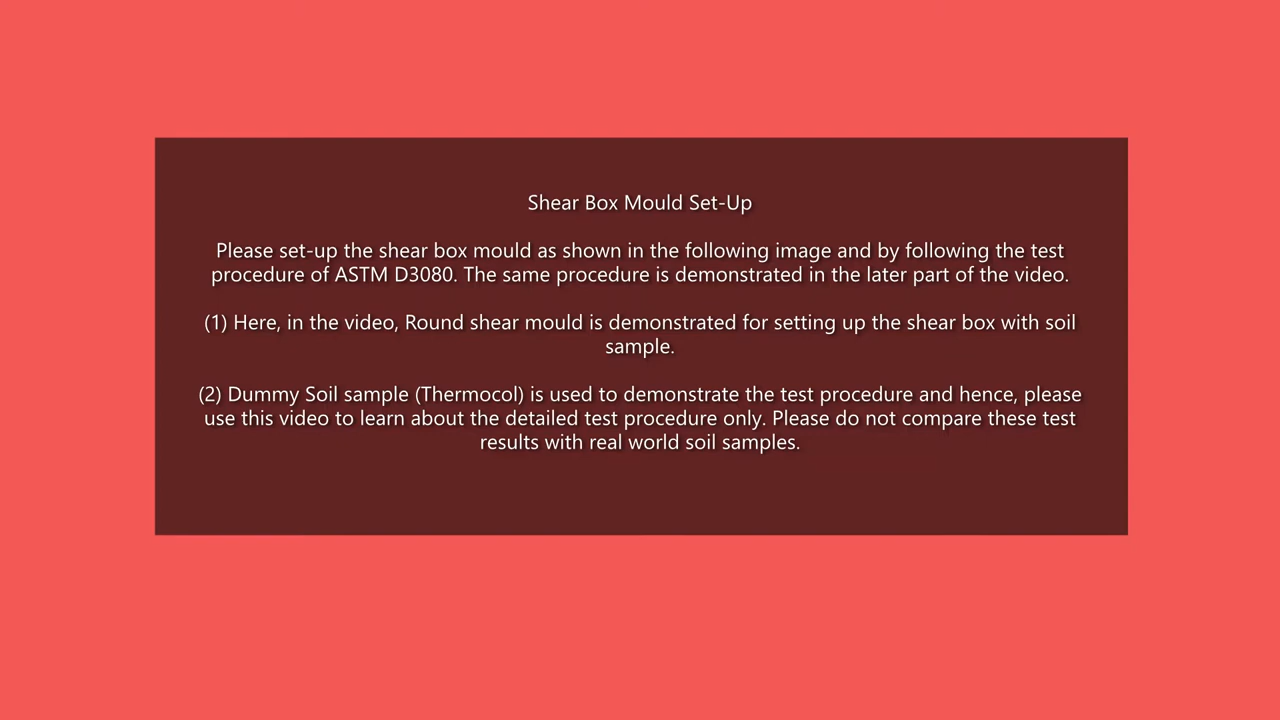 Shear Box Mould Set-Up
Please set-up the shear box mould as shown in the following image and by following the test
procedure of ASTM D3080. The same procedure is demonstrated in the later part of the video.
(1) Here, in the video, Round shear mould is demonstrated for setting up the shear box with soil
sample.
(2) Dummy Soil sample (Thermocol) is used to demonstrate the test procedure and hence, please
use this video to learn about the detailed test procedure only. Please do not compare these test
results with real world soil samples.